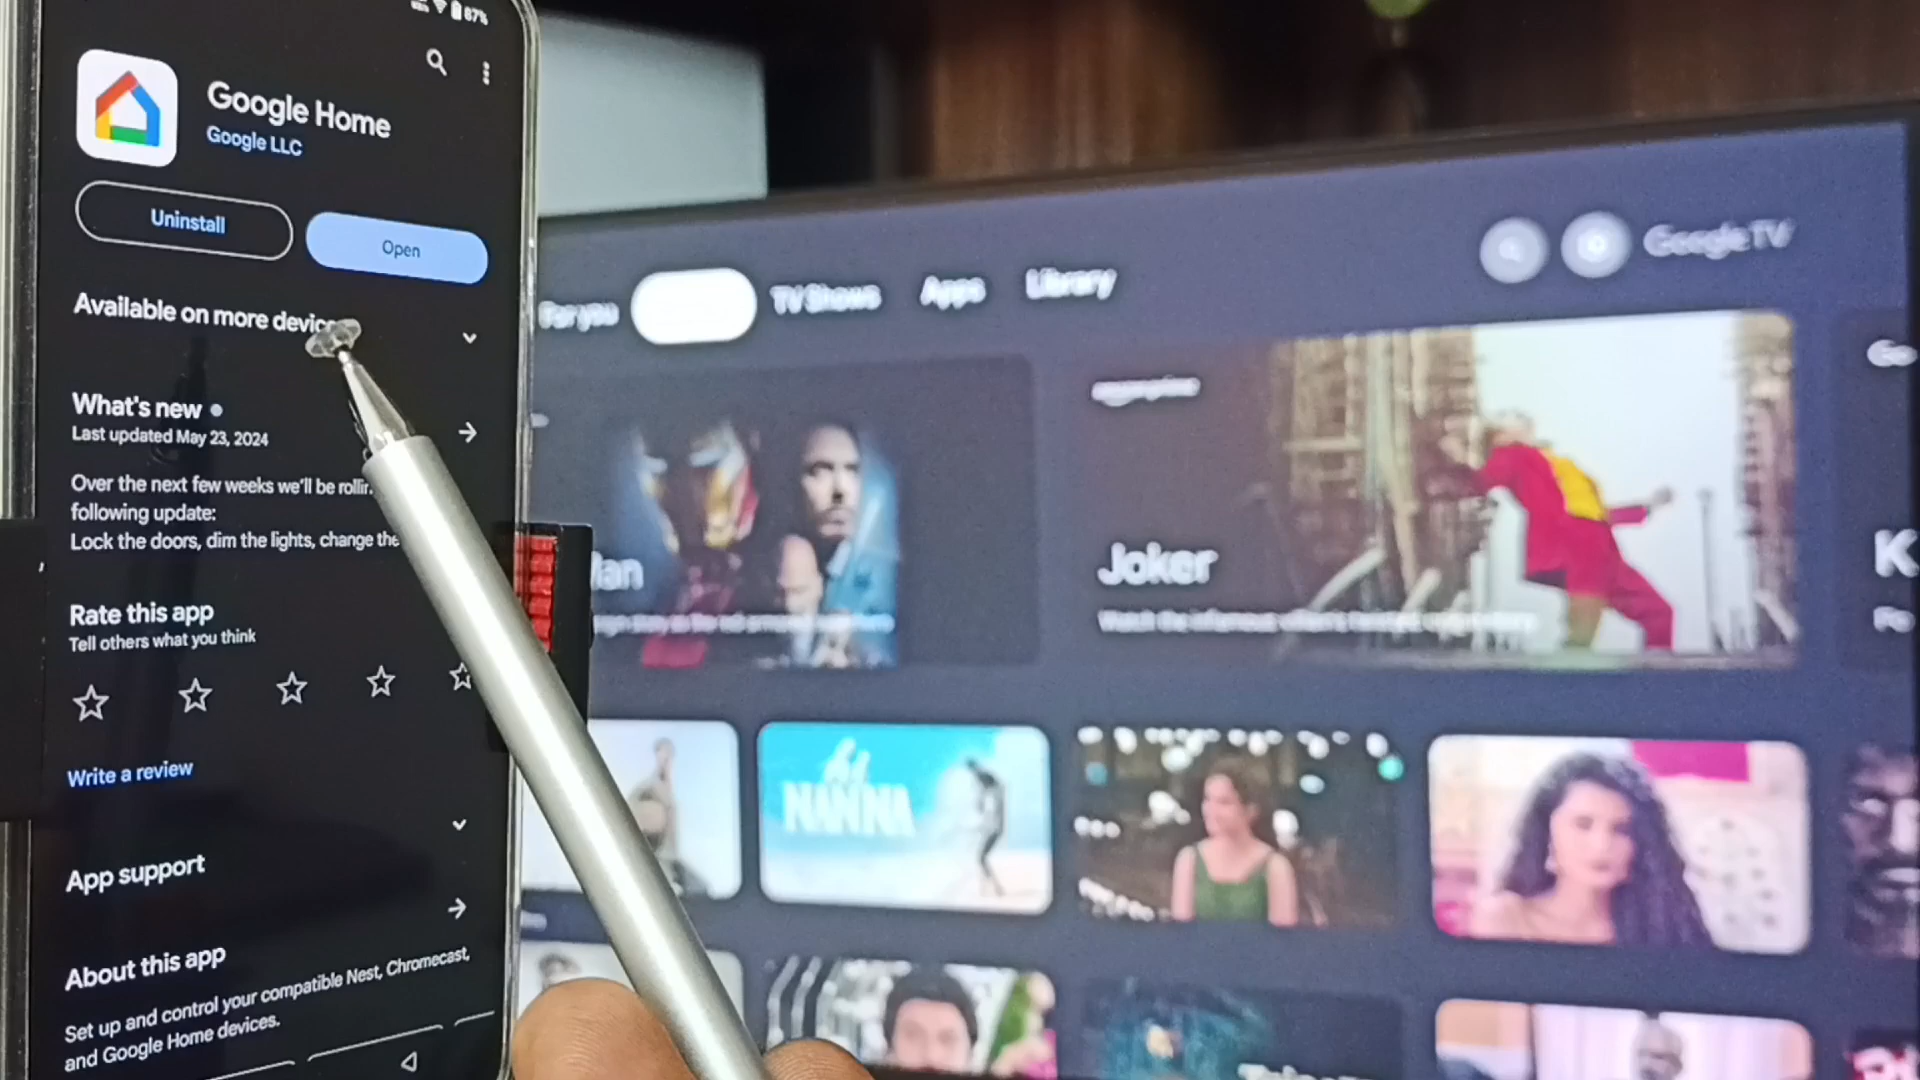 87%
Google Home
Google LLC
Uninstall
Open
Available on more devic
What's new
Last updated May 23, 2024
Over the next few weeks we'll be rollin
following update:
Lock the doors, dim the lights, change the
Rate this app
Tell others what you think
Write a review
App support
About this app
Set up and control your compatible Nest, Chromecast,
and Google Home devices.
For you
TV Shows
Apps
Library
Google TV
Joker
NANNA